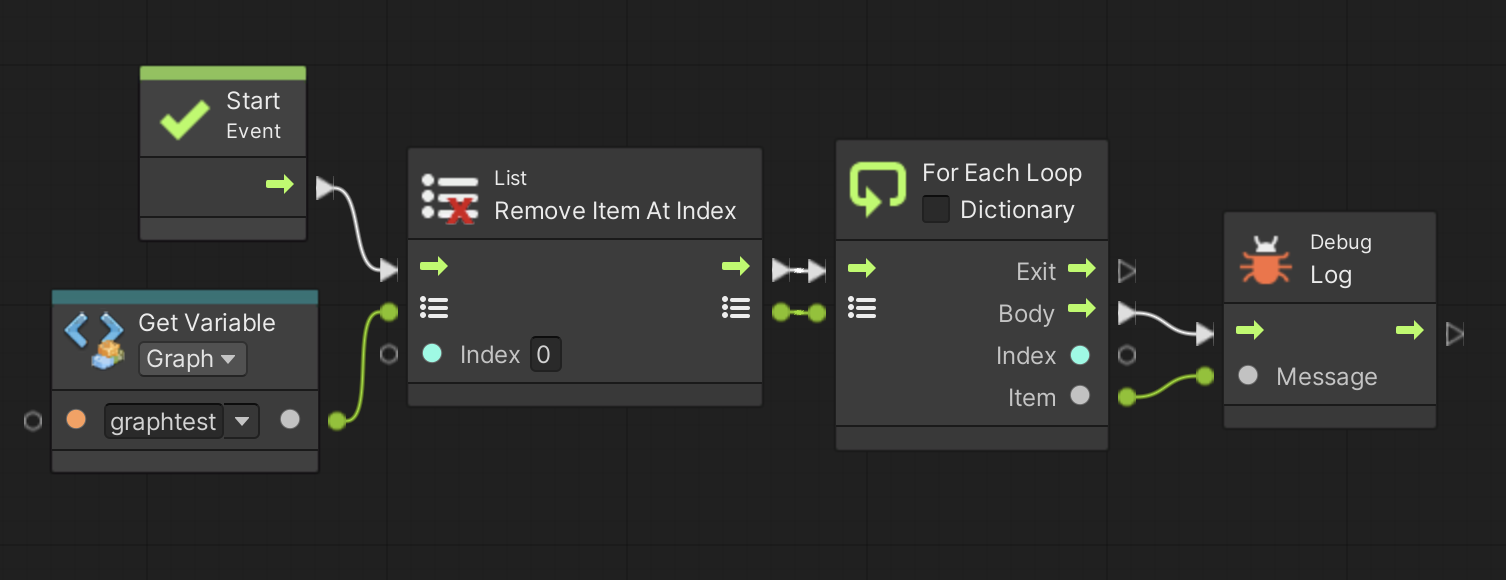 Start
Event
Get Variable
Graph
graphtest
List
Remove Item At Index
Index 0
For Each Loop
Dictionary
Exit
Body
Index
Item
Debug
Log
Message